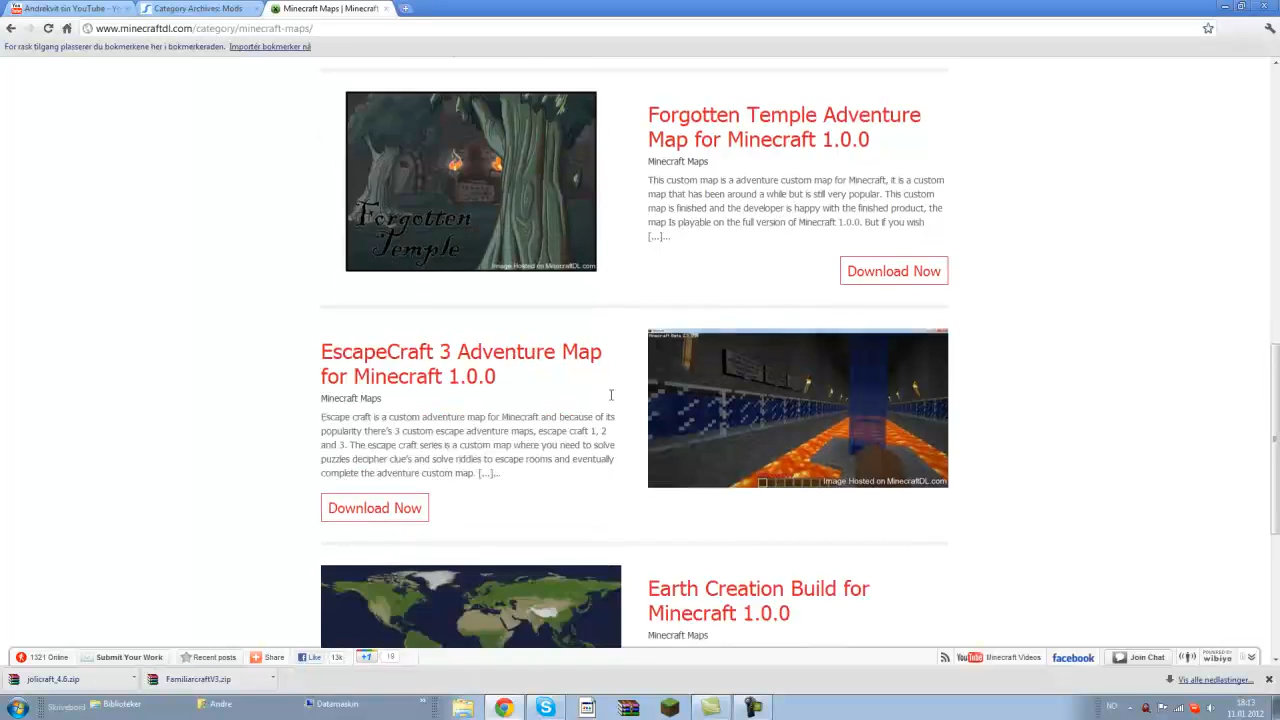 Andrekvit sin YouTube - Yo
Category Archives: Mods
Minecraft Maps | Minecraft
www.minecraftdl.com/category/minecraft-maps/
For rask tilgang plasserer du bokmerkene her i bokmerkeraden. Importér bokmerker nå
Forgotten
Temple
Image Hosted on MinecraftDL.com
Forgotten Temple Adventure
Map for Minecraft 1.0.0
Minecraft Maps
This custom map is a adventure custom map for Minecraft, it is a custom
map that has been around a while but is still very popular. This custom
map is finished and the developer is happy with the finished product, the
map Is playable on the full version of Minecraft 1.0.0. But if you wish
[...]...
Download Now
EscapeCraft 3 Adventure Map
for Minecraft 1.0.0
Minecraft Maps
Escape craft is a custom adventure map for Minecraft and because of its
popularity there's 3 custom escape adventure maps, escape craft 1, 2
and 3. The escape craft series is a custom map where you need to solve
puzzles decipher clue's and solve riddles to escape rooms and eventually
complete the adventure custom map. [...]...
Download Now
Image Hosted on MinecraftDL.com
Earth Creation Build for
Minecraft 1.0.0
Minecraft Maps
1321 Online
Submit Your Work
Recent posts
Share
Like
13k
+1
19
Minecraft Videos
facebook
Join Chat
POWERED BY
wibiya
jolicraft_4.6.zip
FamiliarcraftV3.zip
Vis alle nedlastinger...
Skrivebord
Biblioteker
Andre
Datamaskin
NO
18:13
11.01.2012